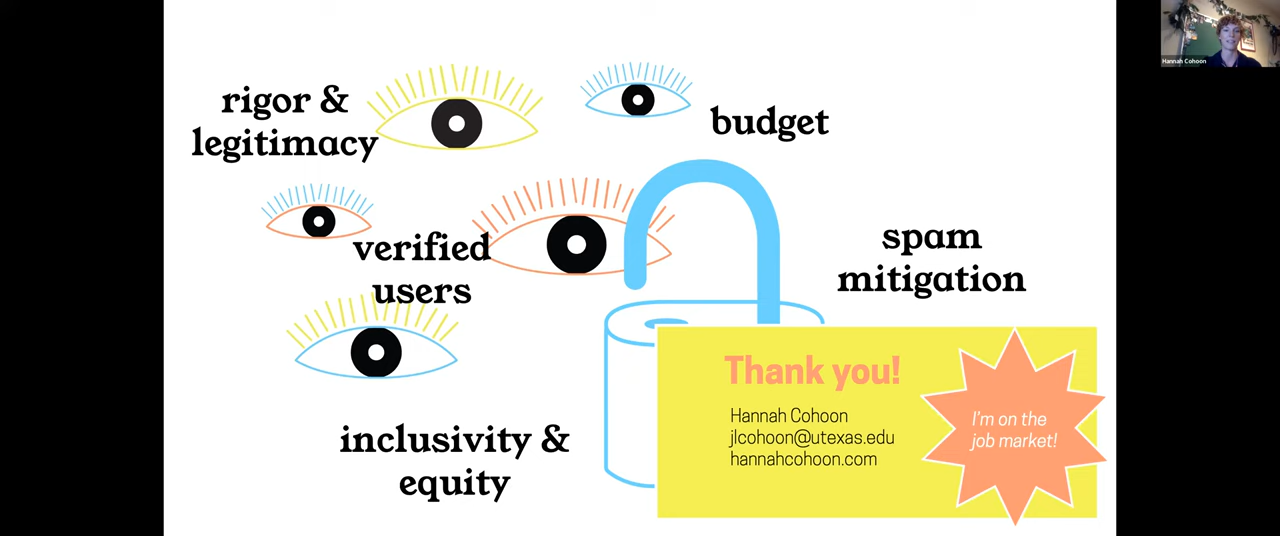 rigor &
legitimacy
budget
verified
users
spam
mitigation
inclusivity &
equity
Thank you!
Hannah Cohoon
jlcohoon@utexas.edu
hannahcohoon.com
I'm on the
job market!
Hannah Cohoon